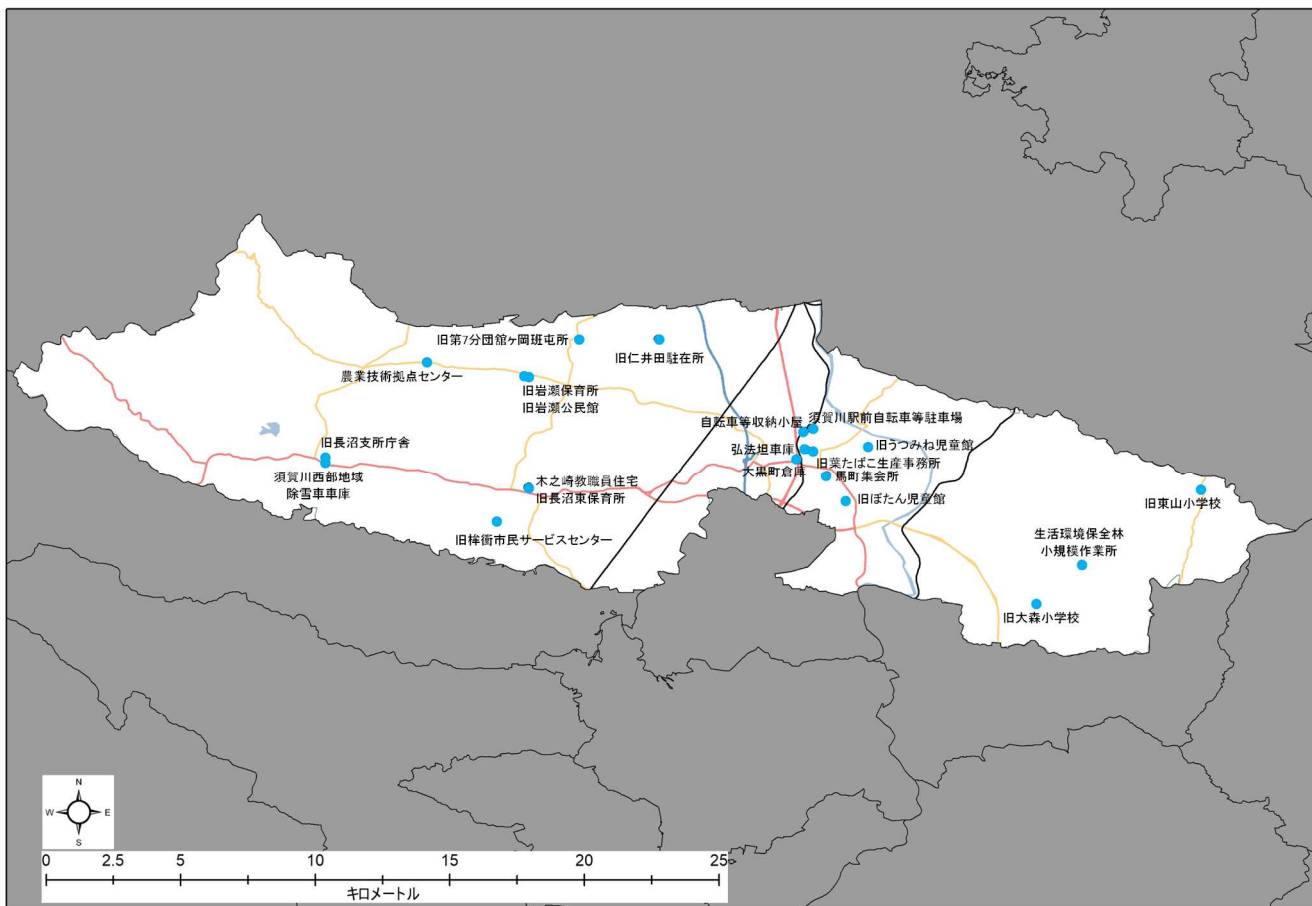 旧第7分団舘ヶ岡班屯所
旧仁井田駐在所
農業技術拠点センター
旧岩瀬保育所
旧岩瀬公民館
自転車等収納小屋
須賀川駅前自転車等駐車場
弘法坦車庫
旧うつみね児童館
旧葉たばこ生産事務所
大黒町倉庫
馬町集会所
旧長沼支所庁舎
須賀川西部地域
除雪車車庫
木之崎教職員住宅
旧長沼東保育所
旧ぼたん児童館
旧東山小学校
旧桙衝市民サービスセンター
生活環境保全林
小規模作業所
旧大森小学校
N
W E
S
0 2.5 5 10 15 20 25
キロメートル